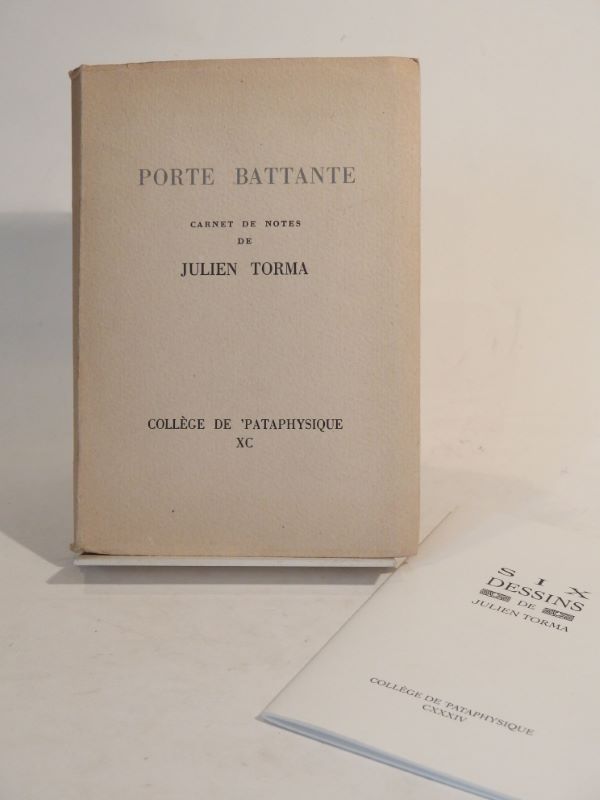 PORTE BATTANTE
CARNET DE NOTES
DE
JULIEN TORMA
COLLÈGE DE 'PATAPHYSIQUE
XC
SIX
DESSINS
DE
JULIEN TORMA
COLLÈGE DE 'PATAPHYSIQUE
CXXXIV